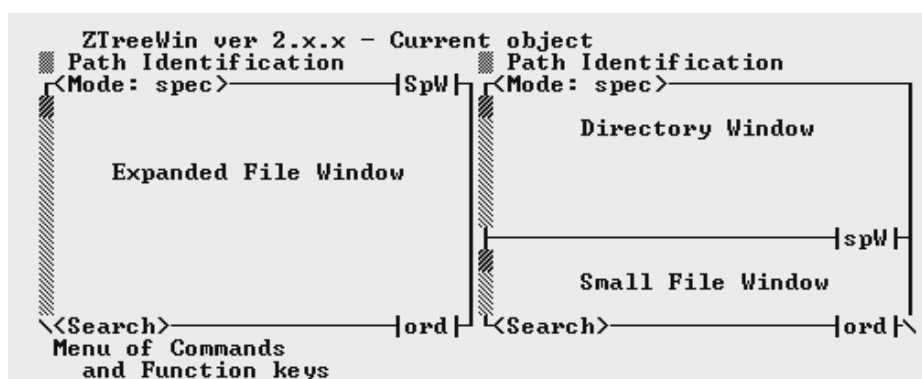 ZTreeWin ver 2.x.x - Current object
Path Identification
Path Identification
<Mode: spec>
SpW
<Mode: spec>
Directory Window
Expanded File Window
spW
Small File Window
<Search>
ord
<Search>
ord
Menu of Commands
and Function keys